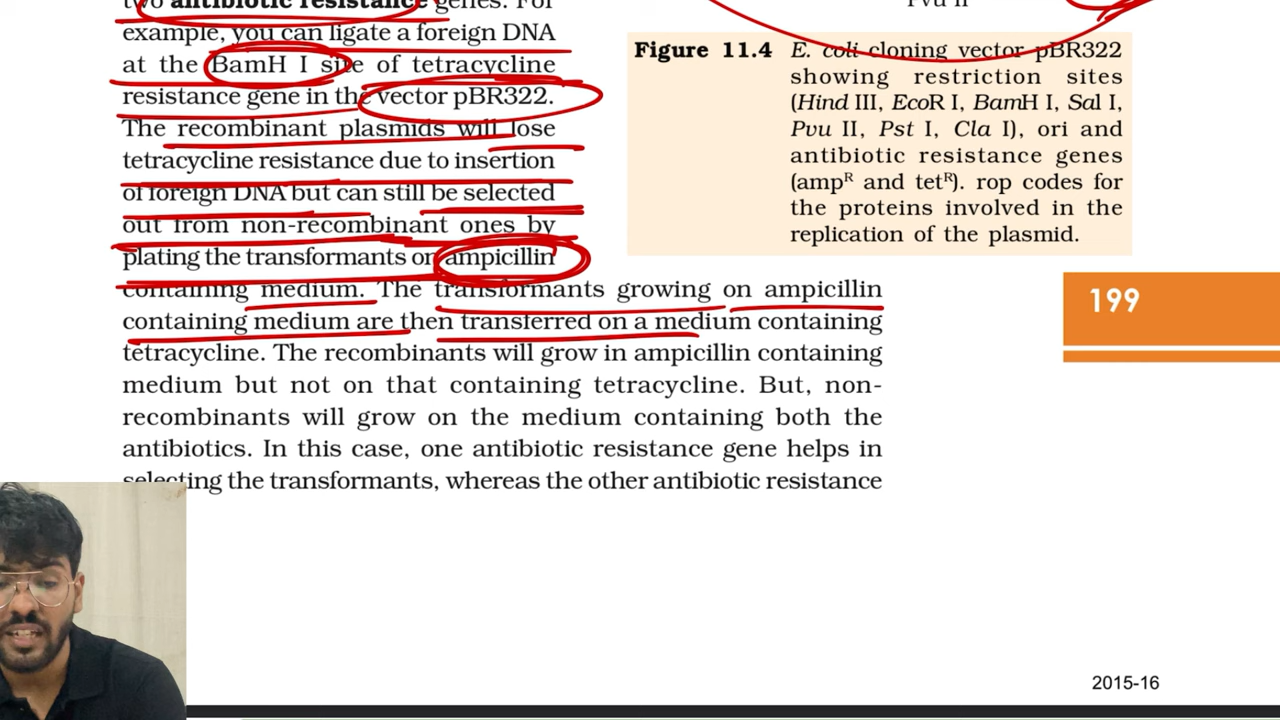 two antibiotic resistance genes. For
example, you can ligate a foreign DNA
at the BamH I site of tetracycline
resistance gene in the vector pBR322.
The recombinant plasmids will lose
tetracycline resistance due to insertion
of foreign DNA but can still be selected
out from non-recombinant ones by
plating the transformants on ampicillin
containing medium. The transformants growing on ampicillin
containing medium are then transferred on a medium containing
tetracycline. The recombinants will grow in ampicillin containing
medium but not on that containing tetracycline. But, non-
recombinants will grow on the medium containing both the
antibiotics. In this case, one antibiotic resistance gene helps in
selecting the transformants, whereas the other antibiotic resistance
Pvu II
Figure 11.4 E. coli cloning vector pBR322
showing restriction sites
(Hind III, EcoR I, BamH I, Sal I,
Pvu II, Pst I, Cla I), ori and
antibiotic resistance genes
(ampᴿ and tetᴿ). rop codes for
the proteins involved in the
replication of the plasmid.
199
2015-16